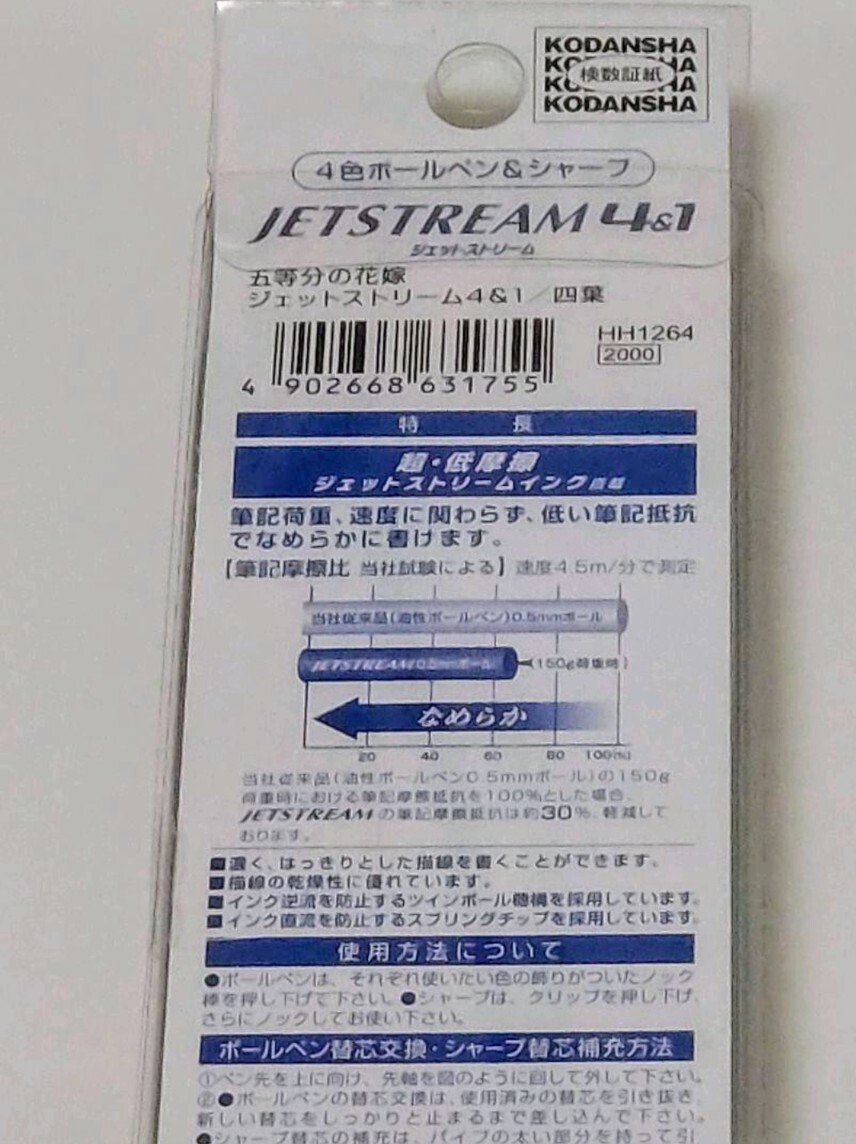 KODANSHA
KODANSHA
検数証紙
KODANSHA
KODANSHA
4色ボールペン&シャープ
JETSTREAM 4&1
ジェットストリーム
五等分の花嫁
ジェットストリーム4&1/四葉
HH1264
2000
4 902668 631755
特 長
超・低摩擦
ジェットストリームインク搭載
筆記荷重、速度に関わらず、低い筆記抵抗
でなめらかに書けます。
【筆記摩擦比 当社試験による】速度4.5m/分で測定
当社従来品(油性ボールペン)0.5mmボール
JETSTREAM 0.5mmボール (150g荷重時)
なめらか
20 40 60 80 100(%)
当社従来品(油性ボールペン0.5mmボール)の150g
荷重時における筆記摩擦抵抗を100%とした場合、
JETSTREAMの筆記摩擦抵抗は約30%、軽減して
おります。
■濃く、はっきりとした描線を書くことができます。
■描線の乾燥性に優れています。
■インク逆流を防止するツインボール機構を採用しています。
■インク直流を防止するスプリングチップを採用しています。
使用方法について
●ボールペンは、それぞれ使いたい色の飾りがついたノック
棒を押し下げて下さい。●シャープは、クリップを押し下げ、
さらにノックしてお使い下さい。
ボールペン替芯交換・シャープ替芯補充方法
①ペン先を上に向け、先軸を図のように回して外して下さい。
②●ボールペンの替芯交換は、使用済みの替芯を引き抜き、
新しい替芯をしっかりと止まるまで差し込んで下さい。
●シャープ替芯の補充は、パイプの太い部分を持って引